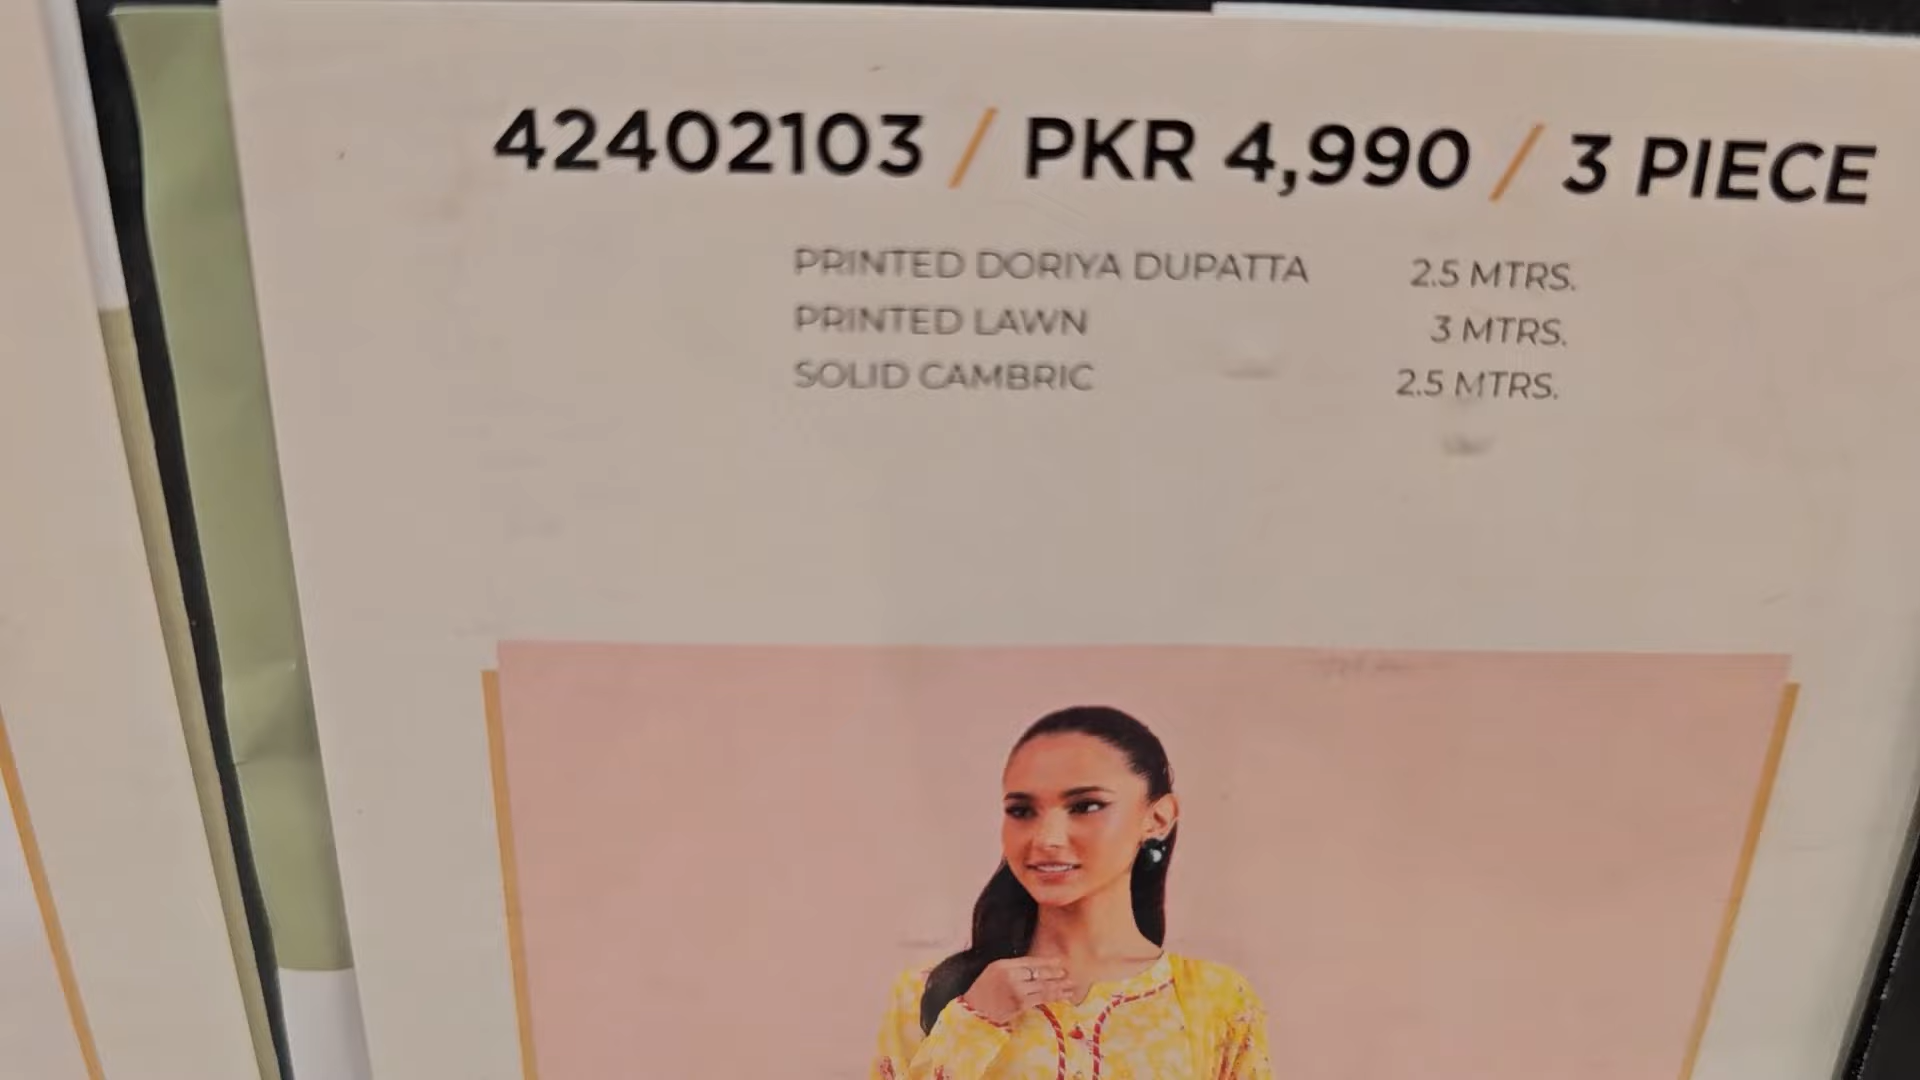 42402103 / PKR 4,990 / 3 PIECE
PRINTED DORIYA DUPATTA 2.5 MTRS.
PRINTED LAWN 3 MTRS.
SOLID CAMBRIC 2.5 MTRS.